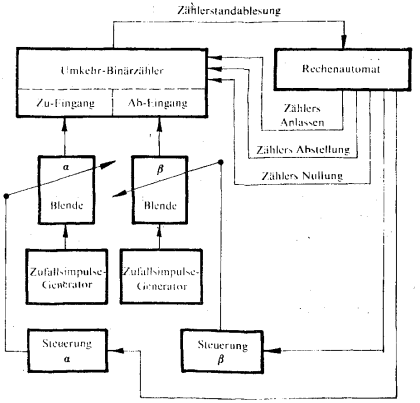 Zählerstandablesung
Umkehr-Binärzähler
Rechenautomat
Zu-Eingang
Ab-Eingang
Zählers
Anlassen
Zählers Abstellung
Zählers Nullung
α
Blende
β
Blende
Zufallsimpulse-
Generator
Zufallsimpulse-
Generator
Steuerung
α
Steuerung
β